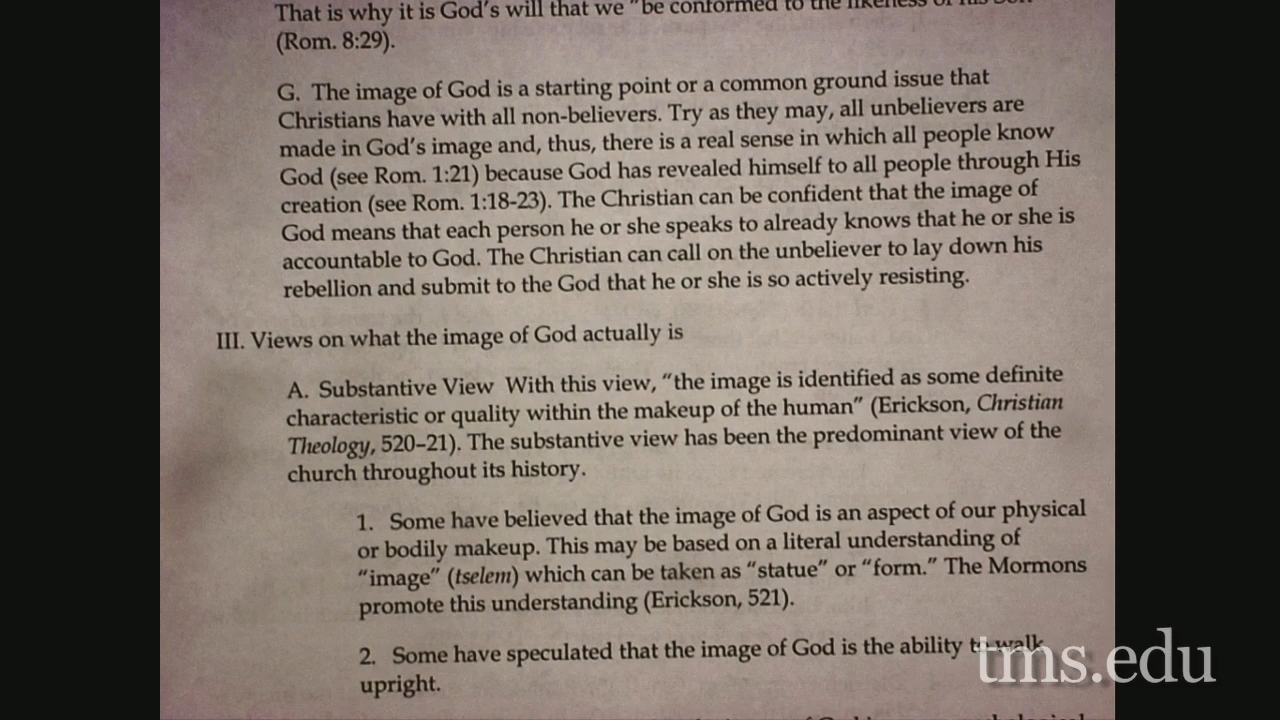 That is why it is God's will that we "be conformed to the likeness of his Son"
(Rom. 8:29).
G. The image of God is a starting point or a common ground issue that
Christians have with all non-believers. Try as they may, all unbelievers are
made in God's image and, thus, there is a real sense in which all people know
God (see Rom. 1:21) because God has revealed himself to all people through His
creation (see Rom. 1:18-23). The Christian can be confident that the image of
God means that each person he or she speaks to already knows that he or she is
accountable to God. The Christian can call on the unbeliever to lay down his
rebellion and submit to the God that he or she is so actively resisting.
III. Views on what the image of God actually is
A. Substantive View With this view, "the image is identified as some definite
characteristic or quality within the makeup of the human" (Erickson, Christian
Theology, 520–21). The substantive view has been the predominant view of the
church throughout its history.
1. Some have believed that the image of God is an aspect of our physical
or bodily makeup. This may be based on a literal understanding of
"image" (tselem) which can be taken as "statue" or "form." The Mormons
promote this understanding (Erickson, 521).
2. Some have speculated that the image of God is the ability to walk
upright.
tms.edu